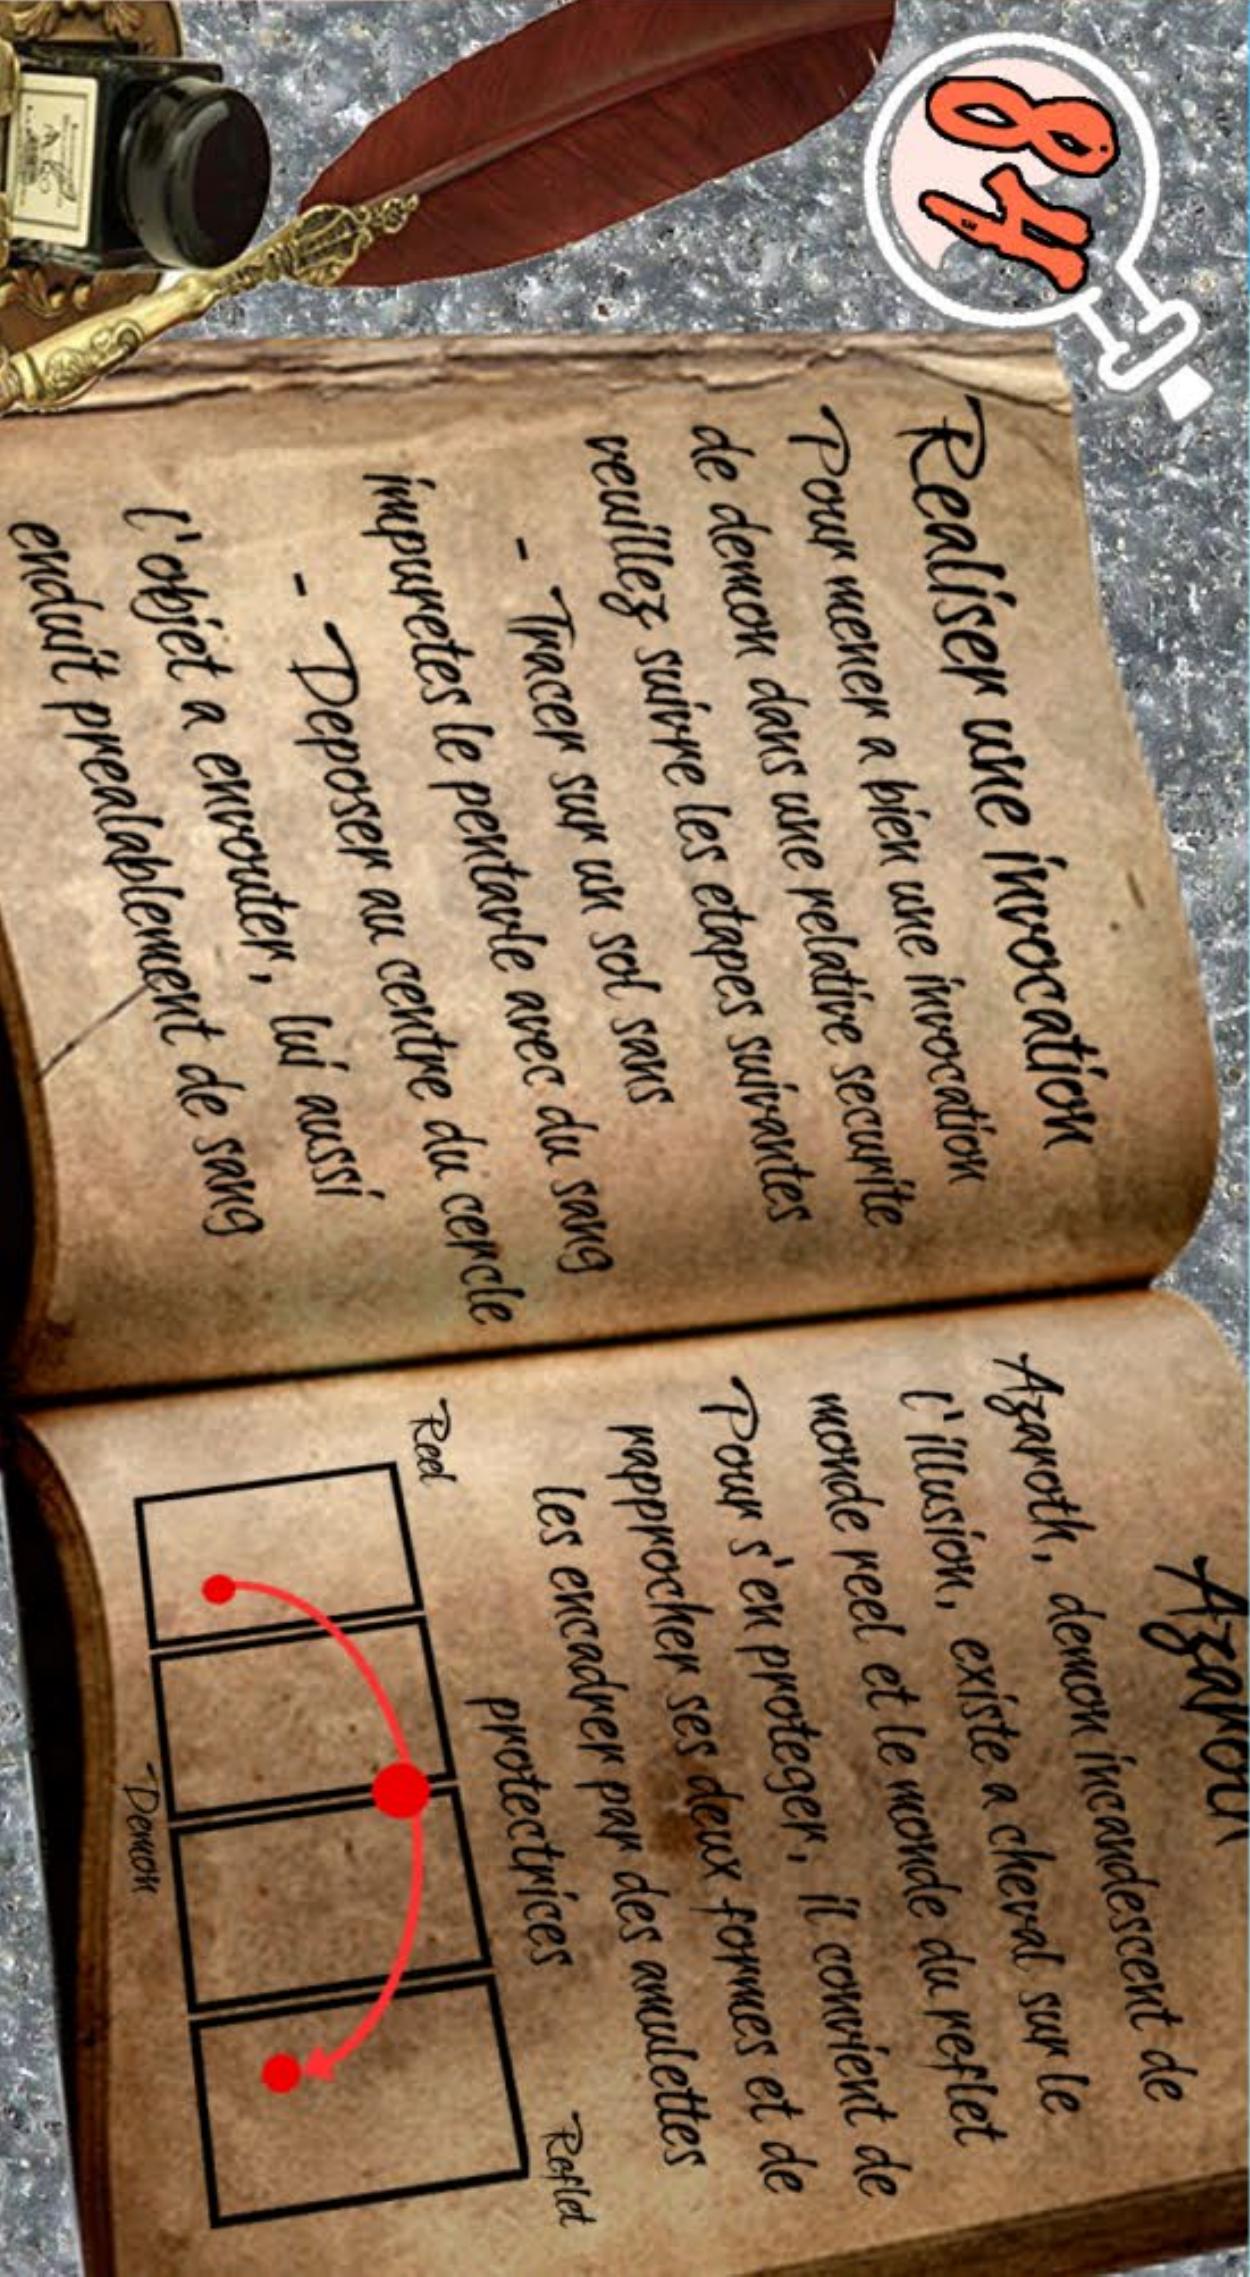 84
Realiser une invocation
Pour mener a bien une invocation
de demon dans une relative securite
veuillez suivre les etapes suivantes
- Tracer sur un sol sans
impuretes le pentacle avec du sang
- Deposer au centre du cercle
l'objet a envouter, lui aussi
enduit prealablement de sang
Azarot
Azaroth, demon incandescent de
l'illusion, existe a cheval sur le
monde reel et le monde du reflet
Pour s'en proteger, il convient de
rapprocher ses deux formes et de
les encadrer par des amulettes
protectrices
Reel
Reflet
Demon